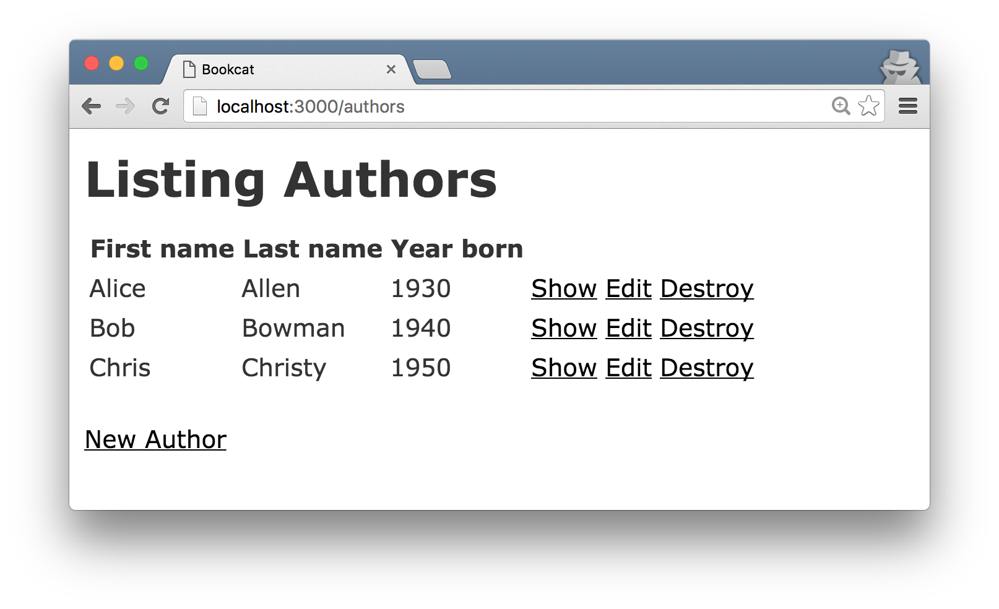 Bookcat
localhost:3000/authors
Listing Authors
First name Last name Year born
Alice Allen 1930 Show Edit Destroy
Bob Bowman 1940 Show Edit Destroy
Chris Christy 1950 Show Edit Destroy
New Author